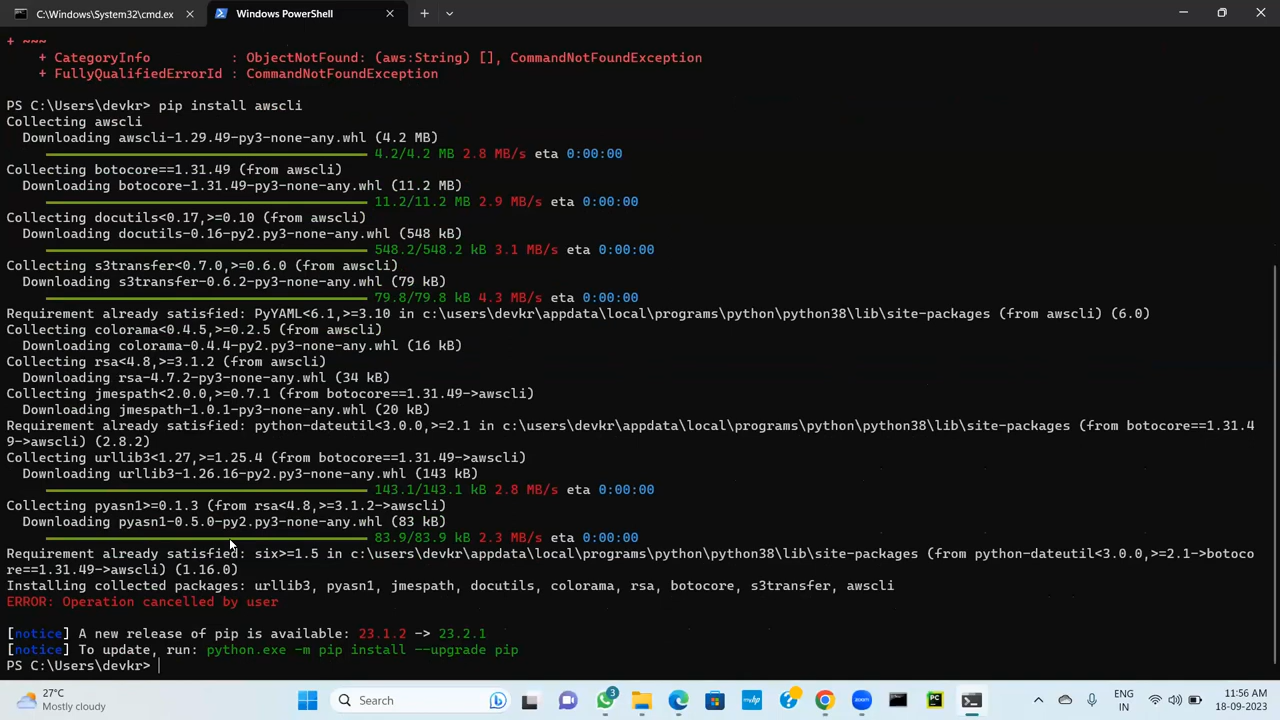 C:\Windows\System32\cmd.ex
Windows PowerShell
+ ~~~
+ CategoryInfo : ObjectNotFound: (aws:String) [], CommandNotFoundException
+ FullyQualifiedErrorId : CommandNotFoundException
PS C:\Users\devkr> pip install awscli
Collecting awscli
Downloading awscli-1.29.49-py3-none-any.whl (4.2 MB)
4.2/4.2 MB 2.8 MB/s eta 0:00:00
Collecting botocore==1.31.49 (from awscli)
Downloading botocore-1.31.49-py3-none-any.whl (11.2 MB)
11.2/11.2 MB 2.9 MB/s eta 0:00:00
Collecting docutils<0.17,>=0.10 (from awscli)
Downloading docutils-0.16-py2.py3-none-any.whl (548 kB)
548.2/548.2 kB 3.1 MB/s eta 0:00:00
Collecting s3transfer<0.7.0,>=0.6.0 (from awscli)
Downloading s3transfer-0.6.2-py3-none-any.whl (79 kB)
79.8/79.8 kB 4.3 MB/s eta 0:00:00
Requirement already satisfied: PyYAML<6.1,>=3.10 in c:\users\devkr\appdata\local\programs\python\python38\lib\site-packages (from awscli) (6.0)
Collecting colorama<0.4.5,>=0.2.5 (from awscli)
Downloading colorama-0.4.4-py2.py3-none-any.whl (16 kB)
Collecting rsa<4.8,>=3.1.2 (from awscli)
Downloading rsa-4.7.2-py3-none-any.whl (34 kB)
Collecting jmespath<2.0.0,>=0.7.1 (from botocore==1.31.49->awscli)
Downloading jmespath-1.0.1-py3-none-any.whl (20 kB)
Requirement already satisfied: python-dateutil<3.0.0,>=2.1 in c:\users\devkr\appdata\local\programs\python\python38\lib\site-packages (from botocore==1.31.4
9->awscli) (2.8.2)
Collecting urllib3<1.27,>=1.25.4 (from botocore==1.31.49->awscli)
Downloading urllib3-1.26.16-py2.py3-none-any.whl (143 kB)
143.1/143.1 kB 2.8 MB/s eta 0:00:00
Collecting pyasn1>=0.1.3 (from rsa<4.8,>=3.1.2->awscli)
Downloading pyasn1-0.5.0-py2.py3-none-any.whl (83 kB)
83.9/83.9 kB 2.3 MB/s eta 0:00:00
Requirement already satisfied: six>=1.5 in c:\users\devkr\appdata\local\programs\python\python38\lib\site-packages (from python-dateutil<3.0.0,>=2.1->botoco
re==1.31.49->awscli) (1.16.0)
Installing collected packages: urllib3, pyasn1, jmespath, docutils, colorama, rsa, botocore, s3transfer, awscli
ERROR: Operation cancelled by user
[notice] A new release of pip is available: 23.1.2 -> 23.2.1
[notice] To update, run: python.exe -m pip install --upgrade pip
PS C:\Users\devkr>
27°C
Mostly cloudy
Search
3
ENG
IN
11:56 AM
18-09-2023